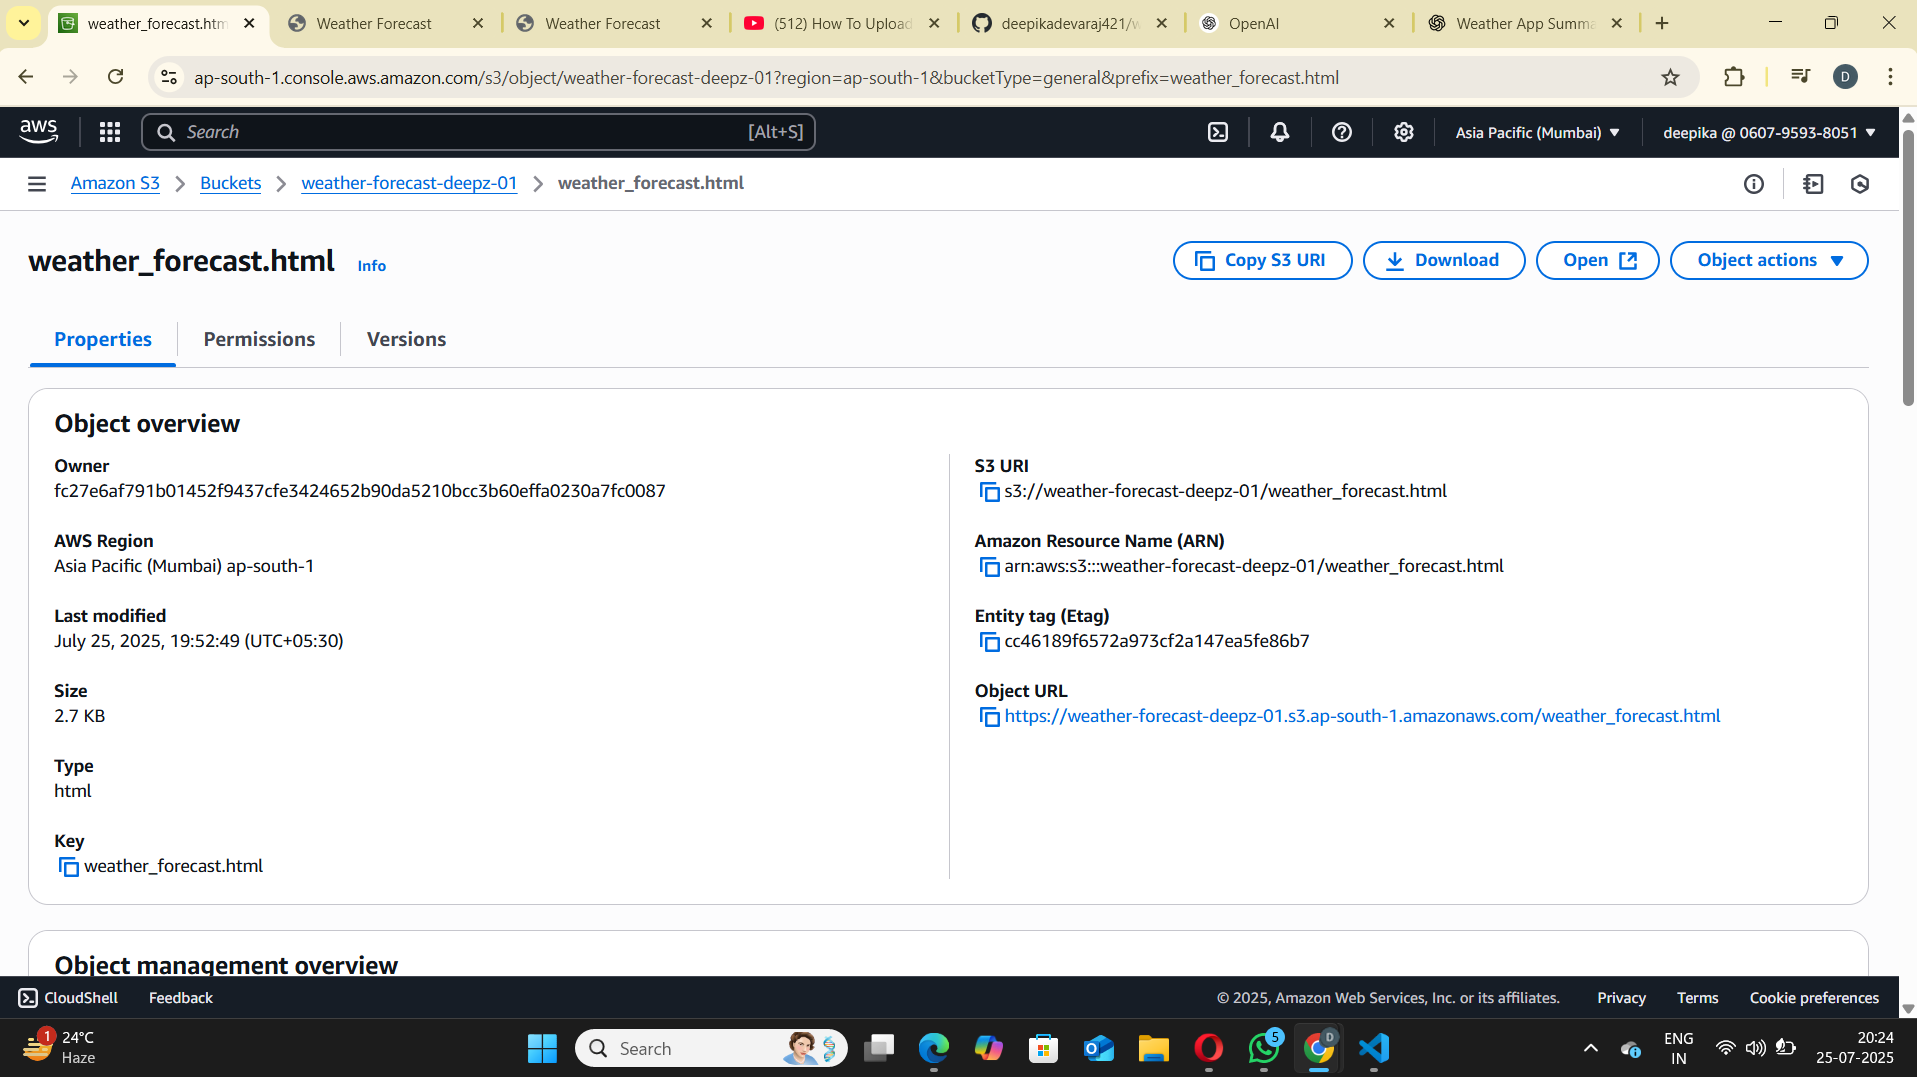 weather_forecast.htm
Weather Forecast
Weather Forecast
(512) How To Upload
deepikadevaraj421/w
OpenAI
Weather App Summa
ap-south-1.console.aws.amazon.com/s3/object/weather-forecast-deepz-01?region=ap-south-1&bucketType=general&prefix=weather_forecast.html
D
aws
Search
[Alt+S]
Asia Pacific (Mumbai)
deepika @ 0607-9593-8051
Amazon S3
Buckets
weather-forecast-deepz-01
weather_forecast.html
weather_forecast.html
Info
Copy S3 URI
Download
Open
Object actions
Properties
Permissions
Versions
Object overview
Owner
fc27e6af791b01452f9437cfe3424652b90da5210bcc3b60effa0230a7fc0087
AWS Region
Asia Pacific (Mumbai) ap-south-1
Last modified
July 25, 2025, 19:52:49 (UTC+05:30)
Size
2.7 KB
Type
html
Key
weather_forecast.html
S3 URI
s3://weather-forecast-deepz-01/weather_forecast.html
Amazon Resource Name (ARN)
arn:aws:s3:::weather-forecast-deepz-01/weather_forecast.html
Entity tag (Etag)
cc46189f6572a973cf2a147ea5fe86b7
Object URL
https://weather-forecast-deepz-01.s3.ap-south-1.amazonaws.com/weather_forecast.html
Object management overview
CloudShell
Feedback
© 2025, Amazon Web Services, Inc. or its affiliates.
Privacy
Terms
Cookie preferences
1
24°C
Haze
Search
5
D
ENG
IN
20:24
25-07-2025